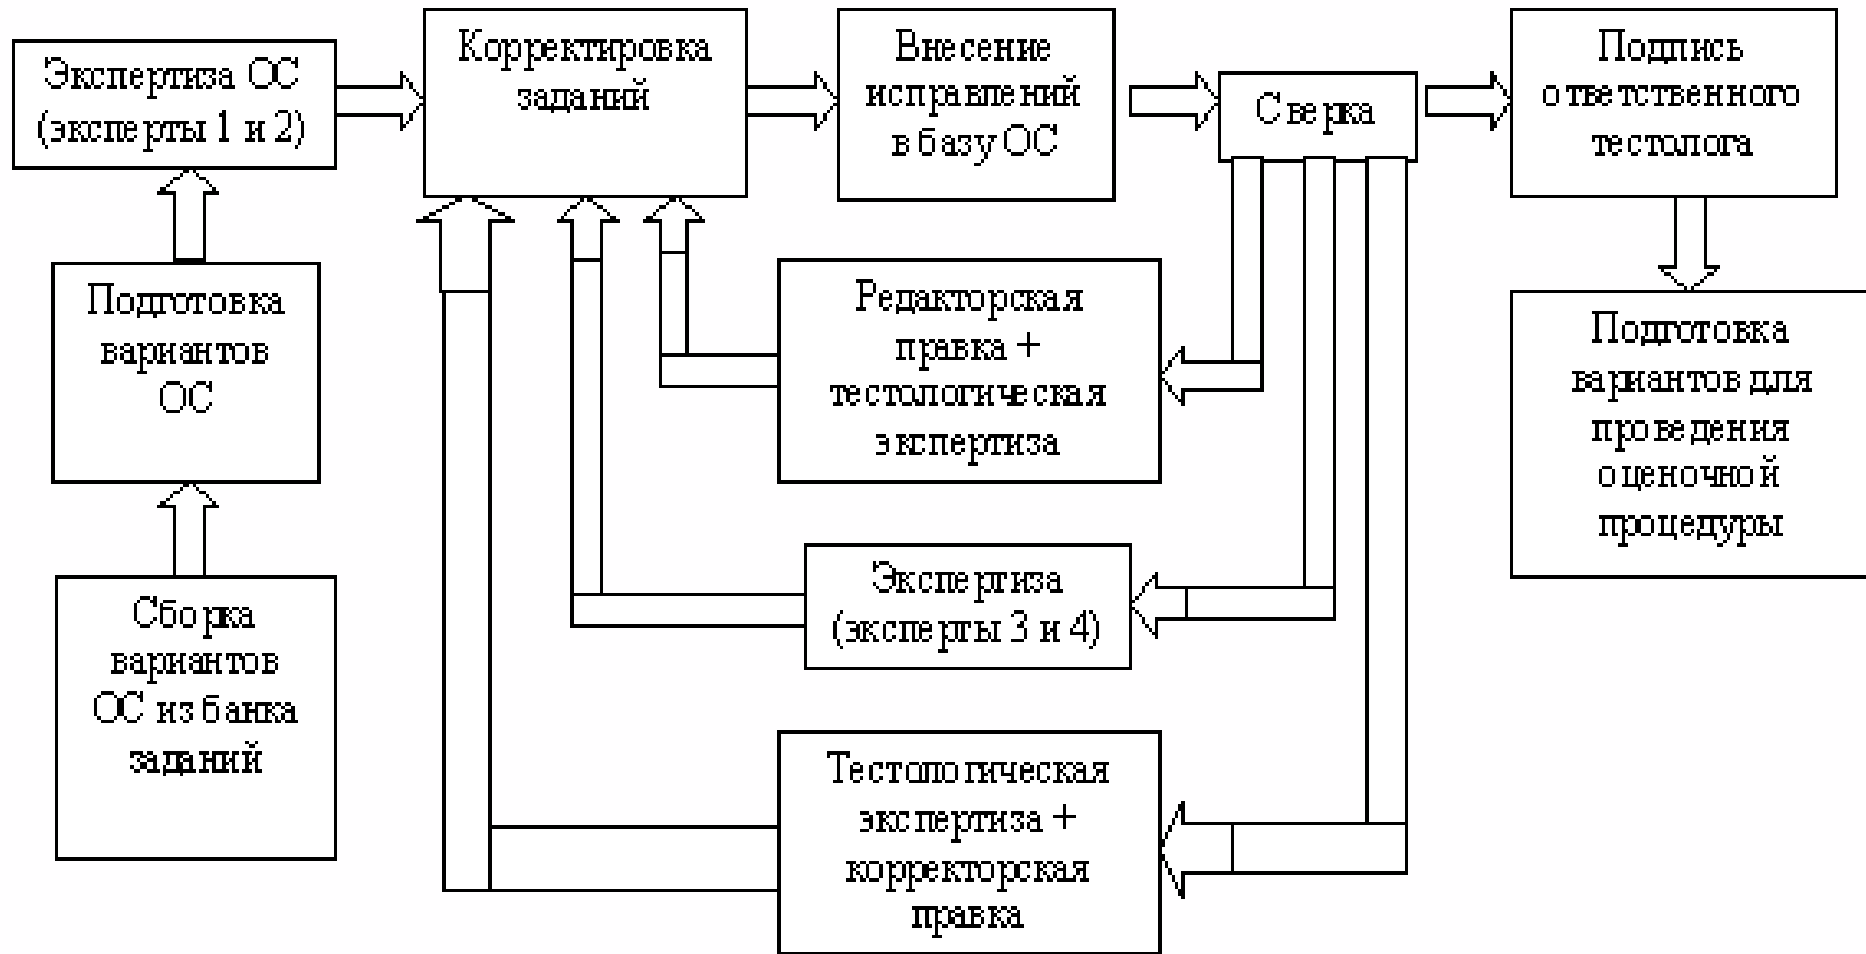 Экспертиза ОС
(эксперты 1 и 2)
Корректировка
заданий
Внесение
исправлений
в базу ОС
Сверка
Подпись
ответственного
тестолога
Подготовка
вариантов
ОС
Редакторская
правка +
тестологическая
экспертиза
Подготовка
вариантов для
проведения
оценочной
процедуры
Сборка
вариантов
ОС из банка
заданий
Экспертиза
(эксперты 3 и 4)
Тестологическая
экспертиза +
корректорская
правка